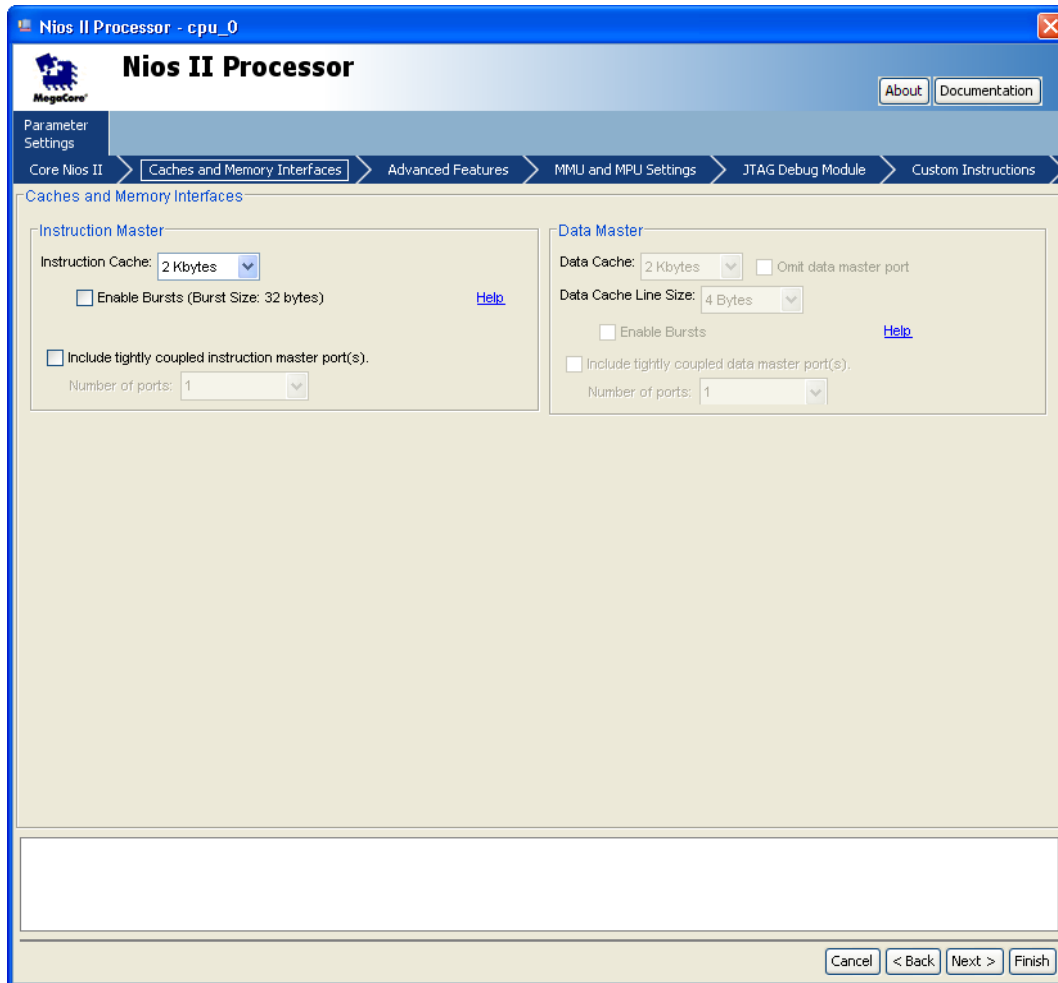 Nios II Processor - cpu_0
MegaCore®
Nios II Processor
About
Documentation
Parameter
Settings
Core Nios II
Caches and Memory Interfaces
Advanced Features
MMU and MPU Settings
JTAG Debug Module
Custom Instructions
Caches and Memory Interfaces
Instruction Master
Instruction Cache: 2 Kbytes
Enable Bursts (Burst Size: 32 bytes)
Help
Include tightly coupled instruction master port(s).
Number of ports: 1
Data Master
Data Cache: 2 Kbytes
Omit data master port
Data Cache Line Size: 4 Bytes
Enable Bursts
Help
Include tightly coupled data master port(s).
Number of ports: 1
Cancel
< Back
Next >
Finish